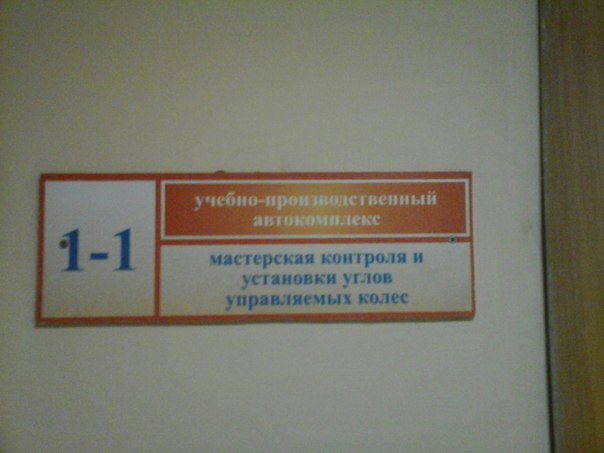 1-1
учебно-производственный
автокомплекс
мастерская контроля и
установки углов
управляемых колес